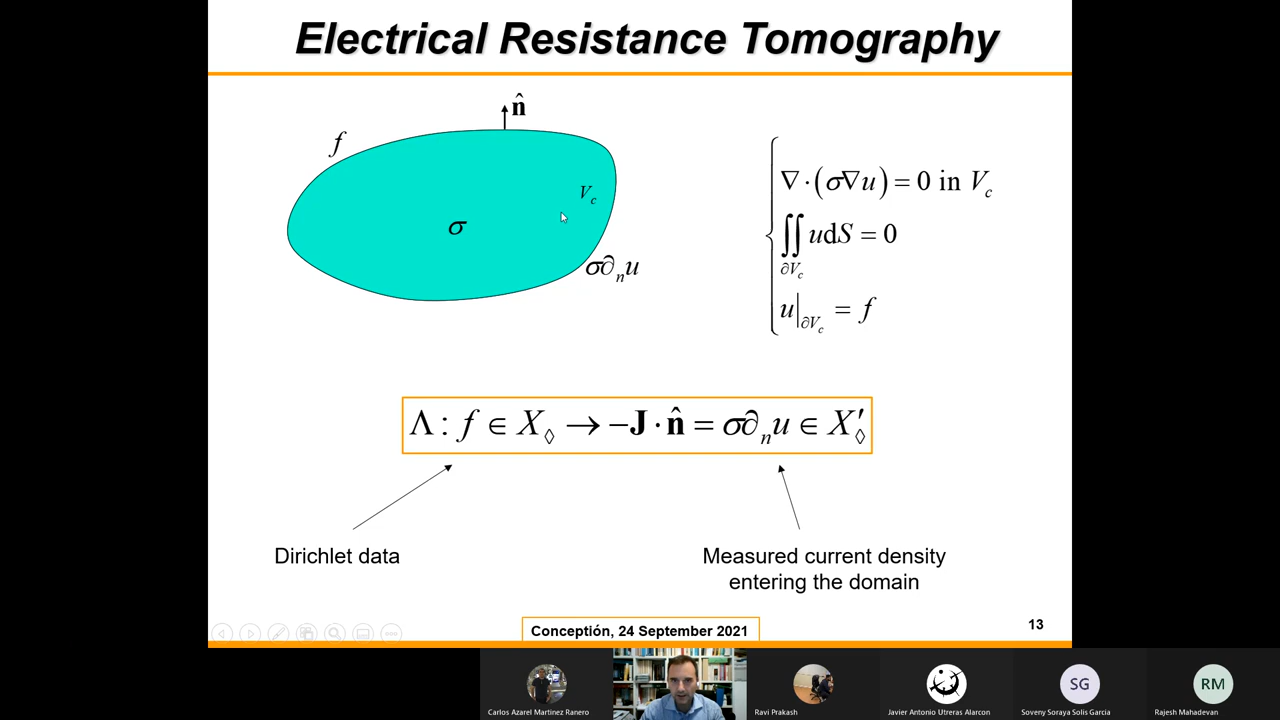 Electrical Resistance Tomography
n̂
f
V_c
σ
σ∂_n u
∇·(σ∇u) = 0 in V_c
∬_{∂V_c} u dS = 0
u|_{∂V_c} = f
Λ : f ∈ X_◊ → −J·n̂ = σ∂_n u ∈ X′_◊
Dirichlet data
Measured current density
entering the domain
Conceptión, 24 September 2021
13
Carlos Azarel Martínez Ranero
Ravi Prakash
Javier Antonio Utreras Alarcon
SG
Soveny Soraya Solis Garcia
RM
Rajesh Mahadevan